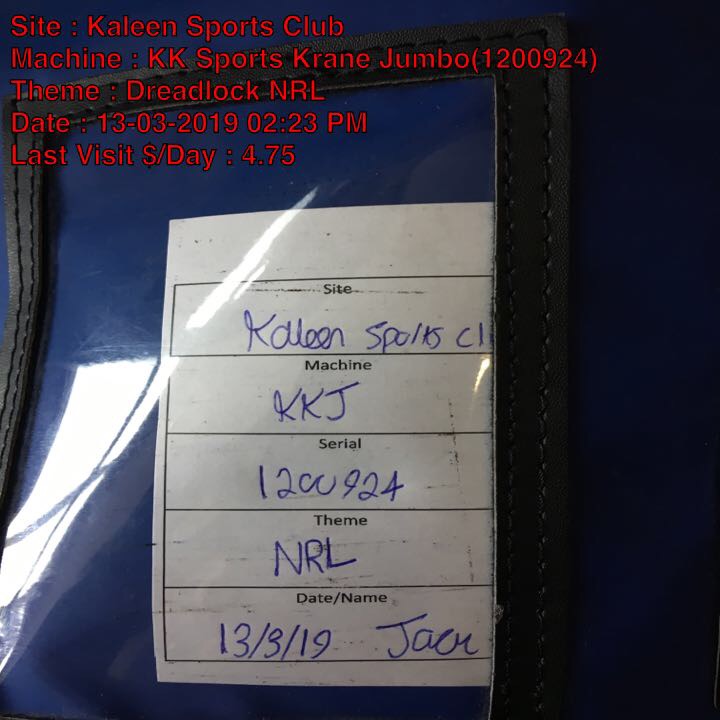 Site : Kaleen Sports Club
Machine : KK Sports Krane Jumbo(1200924)
Theme : Dreadlock NRL
Date : 13-03-2019 02:23 PM
Last Visit $/Day : 4.75
Site
Kaleen Sports Cl
Machine
KKJ
Serial
1200924
Theme
NRL
Date/Name
13/3/19